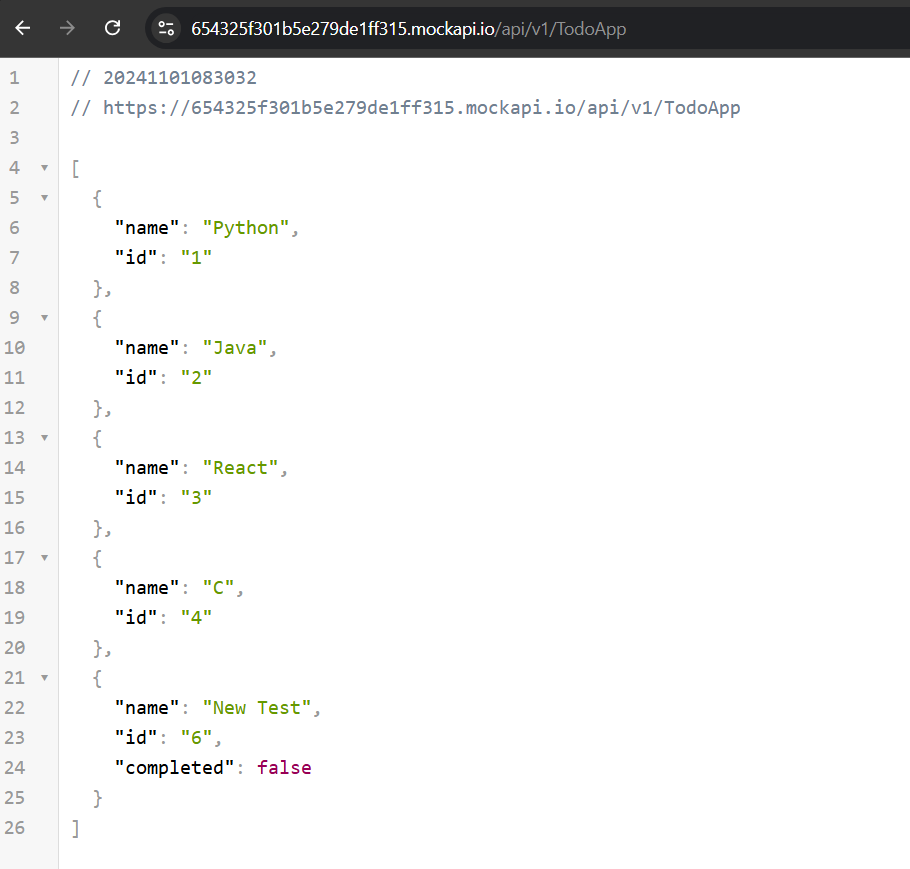 654325f301b5e279de1ff315.mockapi.io/api/v1/TodoApp
1 // 20241101083032
2 // https://654325f301b5e279de1ff315.mockapi.io/api/v1/TodoApp
3
4 [
5 {
6 "name": "Python",
7 "id": "1"
8 },
9 {
10 "name": "Java",
11 "id": "2"
12 },
13 {
14 "name": "React",
15 "id": "3"
16 },
17 {
18 "name": "C",
19 "id": "4"
20 },
21 {
22 "name": "New Test",
23 "id": "6",
24 "completed": false
25 }
26 ]